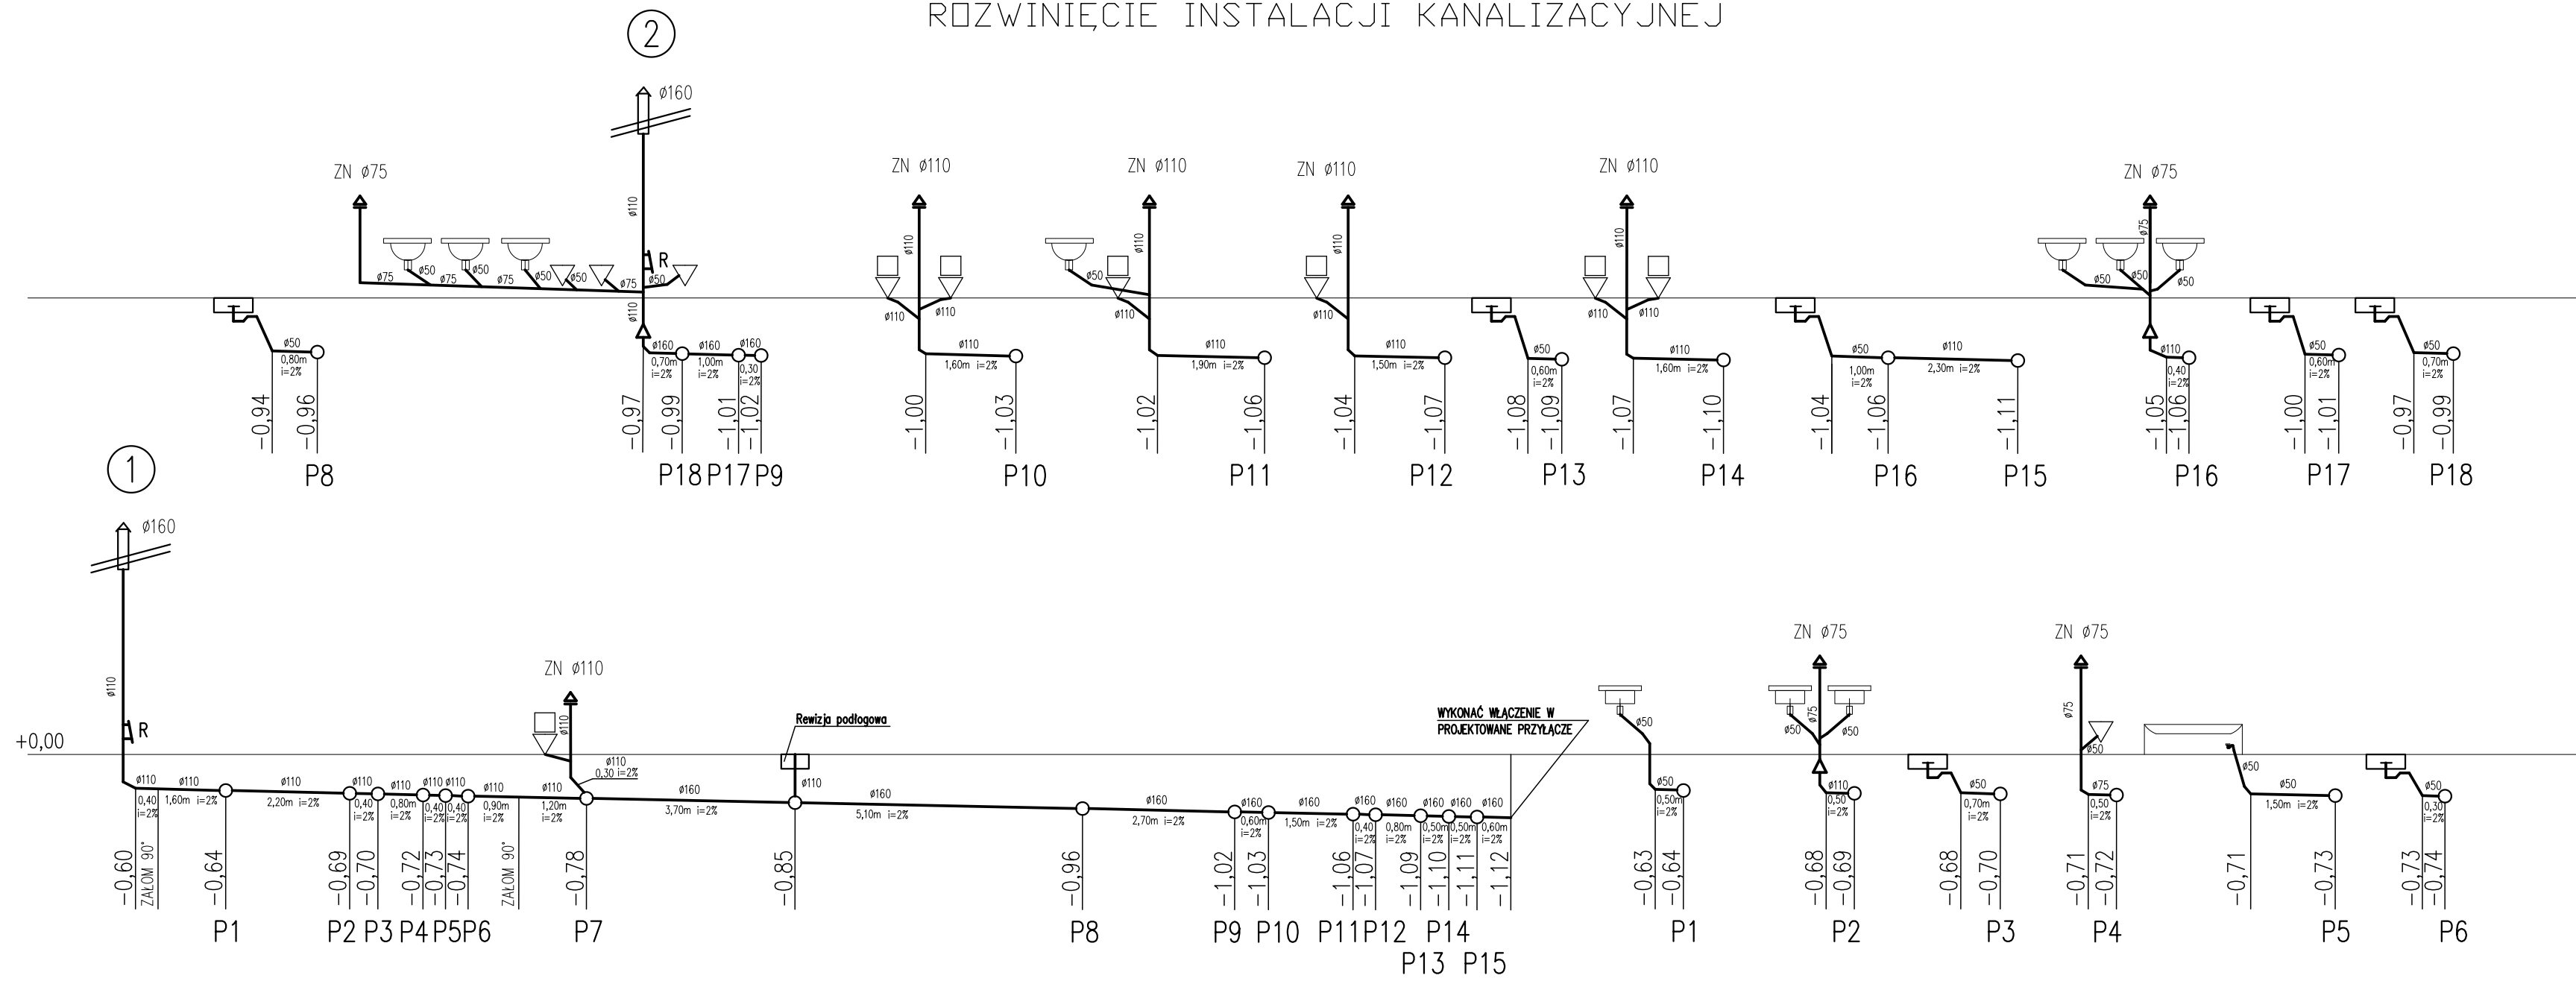 ROZWINIĘCIE INSTALACJI KANALIZACYJNEJ
2
ø160
ZN ø75
ZN ø110
ZN ø110
ZN ø110
ZN ø110
ZN ø75
ø110
R
ø110
ø110
ø110
ø110
ø75
ø75
ø50
ø75
ø50
ø75
ø50
ø50
ø75
ø50
ø110
ø110
ø110
ø50
ø110
ø110
ø110
ø110
ø50
ø50
ø50
ø50
0,80m
i=2%
ø160
0,70m
i=2%
ø160
1,00m
i=2%
ø160
0,30
i=2%
ø110
1,60m i=2%
ø110
1,90m i=2%
ø110
1,50m i=2%
ø50
0,60m
i=2%
ø110
1,60m i=2%
ø50
1,00m
i=2%
ø110
2,30m i=2%
ø110
0,40
i=2%
ø50
0,60m
i=2%
ø50
0,70m
i=2%
-0,94
-0,96
-0,97
-0,99
-1,01
-1,02
-1,00
-1,03
-1,02
-1,06
-1,04
-1,07
-1,08
-1,09
-1,07
-1,10
-1,04
-1,06
-1,11
-1,05
-1,06
-1,00
-1,01
-0,97
-0,99
P8
P18
P17
P9
P10
P11
P12
P13
P14
P16
P15
P16
P17
P18
1
ø160
ø110
R
+0,00
ZN ø110
ø110
ø110
0,30 i=2%
Rewizja podłogowa
ø110
WYKONAĆ WŁĄCZENIE W
PROJEKTOWANE PRZYŁĄCZE
ZN ø75
ZN ø75
ø50
ø75
ø50
ø50
ø75
ø50
ø50
ø110
0,40
i=2%
ø110
1,60m i=2%
ø110
2,20m i=2%
ø110
0,40
i=2%
ø110
0,80m
i=2%
ø110
0,40
i=2%
ø110
0,40
i=2%
ø110
0,90m
i=2%
ø110
1,20m
i=2%
ø160
3,70m i=2%
ø160
5,10m i=2%
ø160
2,70m i=2%
ø160
0,60m
i=2%
ø160
1,50m i=2%
ø160
0,40
i=2%
ø160
0,80m
i=2%
ø160
0,50m
i=2%
ø160
0,50m
i=2%
ø160
0,60m
i=2%
ø50
0,50m
i=2%
ø110
0,50
i=2%
ø50
0,70m
i=2%
ø75
0,50
i=2%
ø50
1,50m i=2%
ø50
0,30
i=2%
-0,60
ZAŁOM 90°
-0,64
-0,69
-0,70
-0,72
-0,73
-0,74
ZAŁOM 90°
-0,78
-0,85
-0,96
-1,02
-1,03
-1,06
-1,07
-1,09
-1,10
-1,11
-1,12
-0,63
-0,64
-0,68
-0,69
-0,68
-0,70
-0,71
-0,72
-0,71
-0,73
-0,73
-0,74
P1
P2
P3
P4
P5
P6
P7
P8
P9
P10
P11
P12
P14
P1
P2
P3
P4
P5
P6
P13
P15